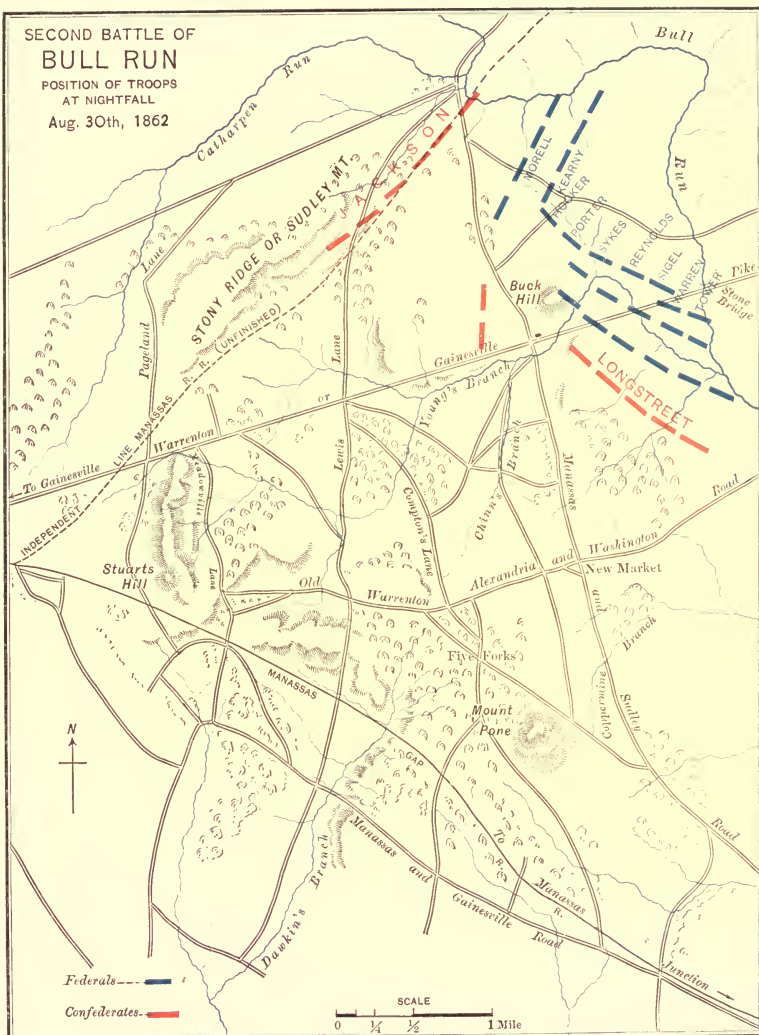 SECOND BATTLE OF
BULL RUN
POSITION OF TROOPS
AT NIGHTFALL
Aug. 30th, 1862
Catharpen Run
Bull Run
JACKSON
MORELL
KEARNY
HOOKER
PORTER
SYKES
REYNOLDS
SIGEL
WARREN
TOWER
STONY RIDGE OR SUDLEY MT.
Pageland Lane
R. R. (UNFINISHED)
Buck
Hill
Pike
Stone
Bridge
Gainesville
Young's Branch
LONGSTREET
Lewis Lane
INDEPENDENT LINE MANASSAS
To Gainesville
Warrenton or
Meadowville Lane
Compton's Lane
Chinn's Branch
Manassas and Sudley Road
Stuarts
Hill
Old Warrenton Alexandria and Washington Road
New Market
Coppermine Branch
Five Forks
MANASSAS GAP R. R.
Mount
Pone
N
To Manassas Junction
Manassas and Gainesville Road
Dawkin's Branch
Federals
Confederates
SCALE
0 ¼ ½ 1 Mile